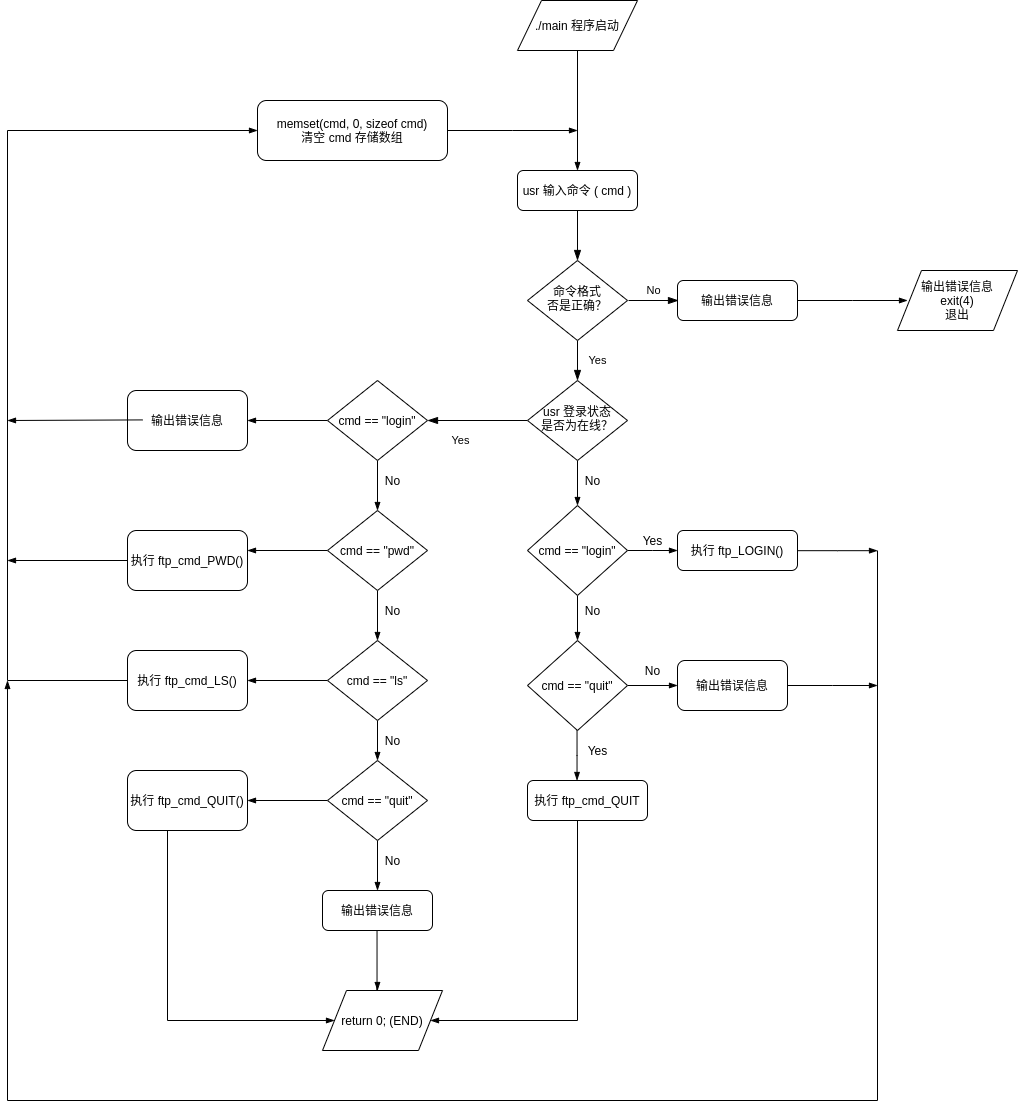 ./main 程序启动
memset(cmd, 0, sizeof cmd)
清空 cmd 存储数组
usr 输入命令 ( cmd )
命令格式
否是正确?
No
输出错误信息
输出错误信息
exit(4)
退出
Yes
usr 登录状态
是否为在线?
Yes
cmd == "login"
输出错误信息
No
No
cmd == "pwd"
执行 ftp_cmd_PWD()
cmd == "login"
Yes
执行 ftp_LOGIN()
No
No
cmd == "ls"
执行 ftp_cmd_LS()
cmd == "quit"
No
输出错误信息
No
Yes
cmd == "quit"
执行 ftp_cmd_QUIT()
执行 ftp_cmd_QUIT
No
输出错误信息
return 0; (END)